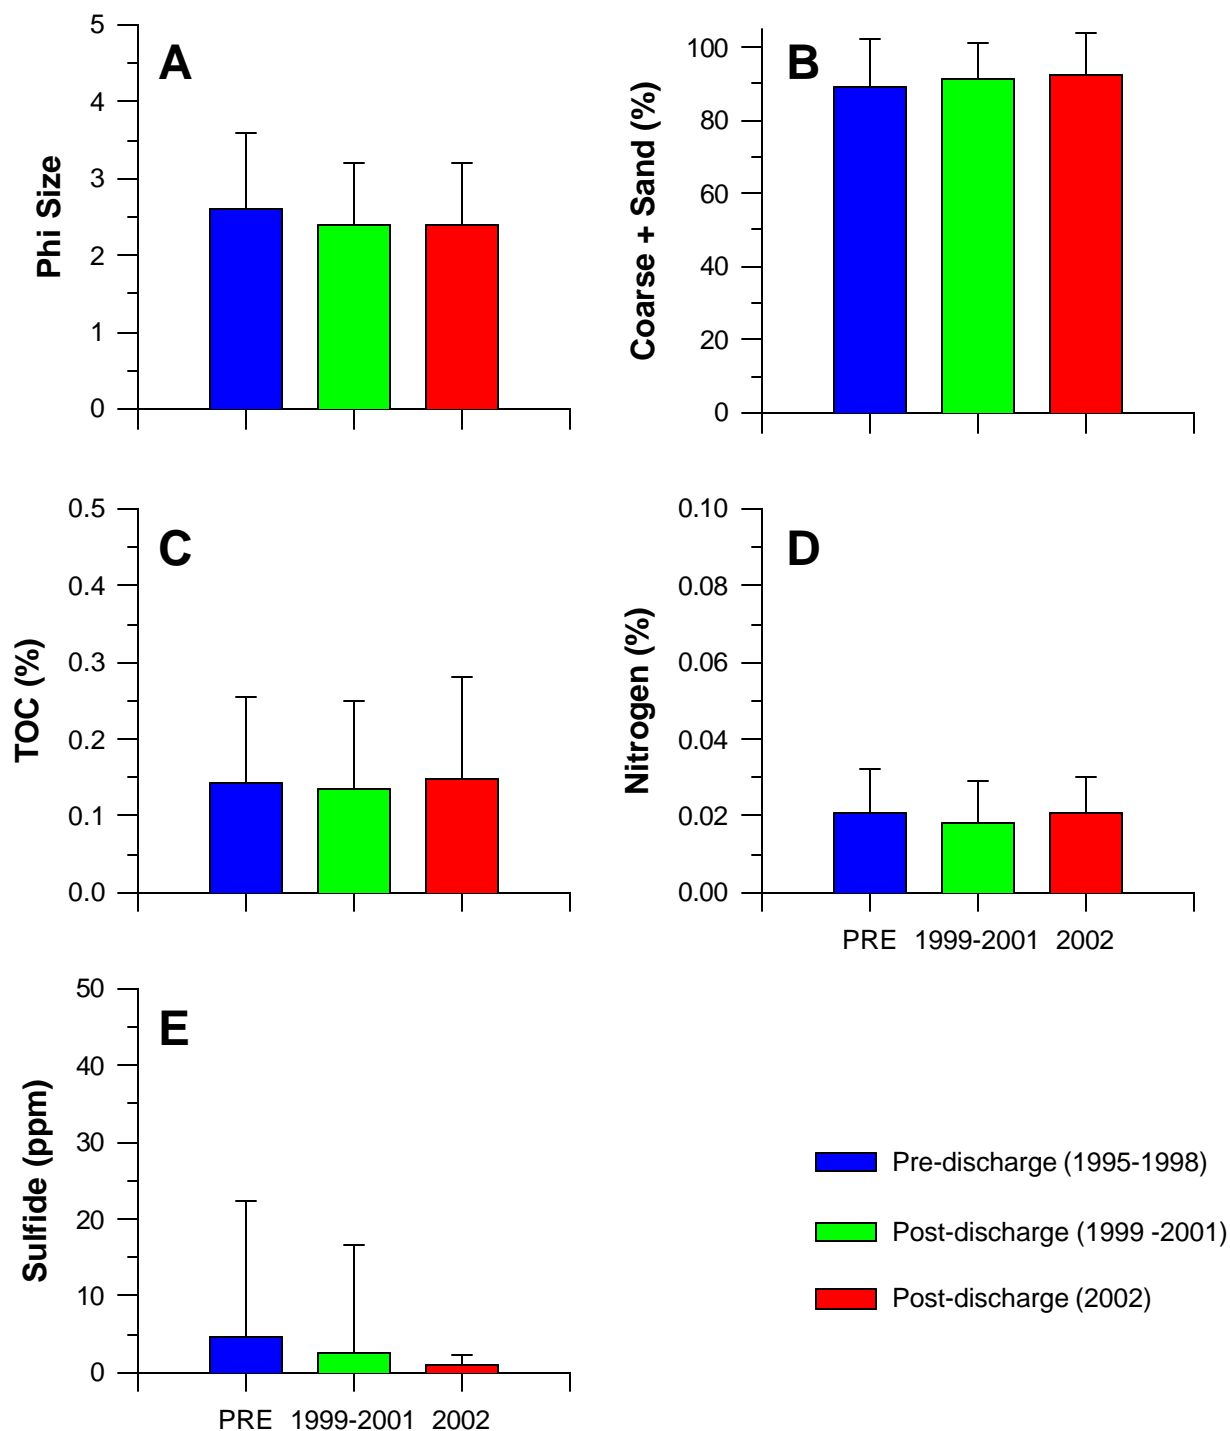 A
Phi Size
5
4
3
2
1
0
B
Coarse + Sand (%)
100
80
60
40
20
0
C
TOC (%)
0.5
0.4
0.3
0.2
0.1
0.0
D
Nitrogen (%)
0.10
0.08
0.06
0.04
0.02
0.00
PRE 1999-2001 2002
E
Sulfide (ppm)
50
40
30
20
10
0
PRE 1999-2001 2002
Pre-discharge (1995-1998)
Post-discharge (1999 -2001)
Post-discharge (2002)